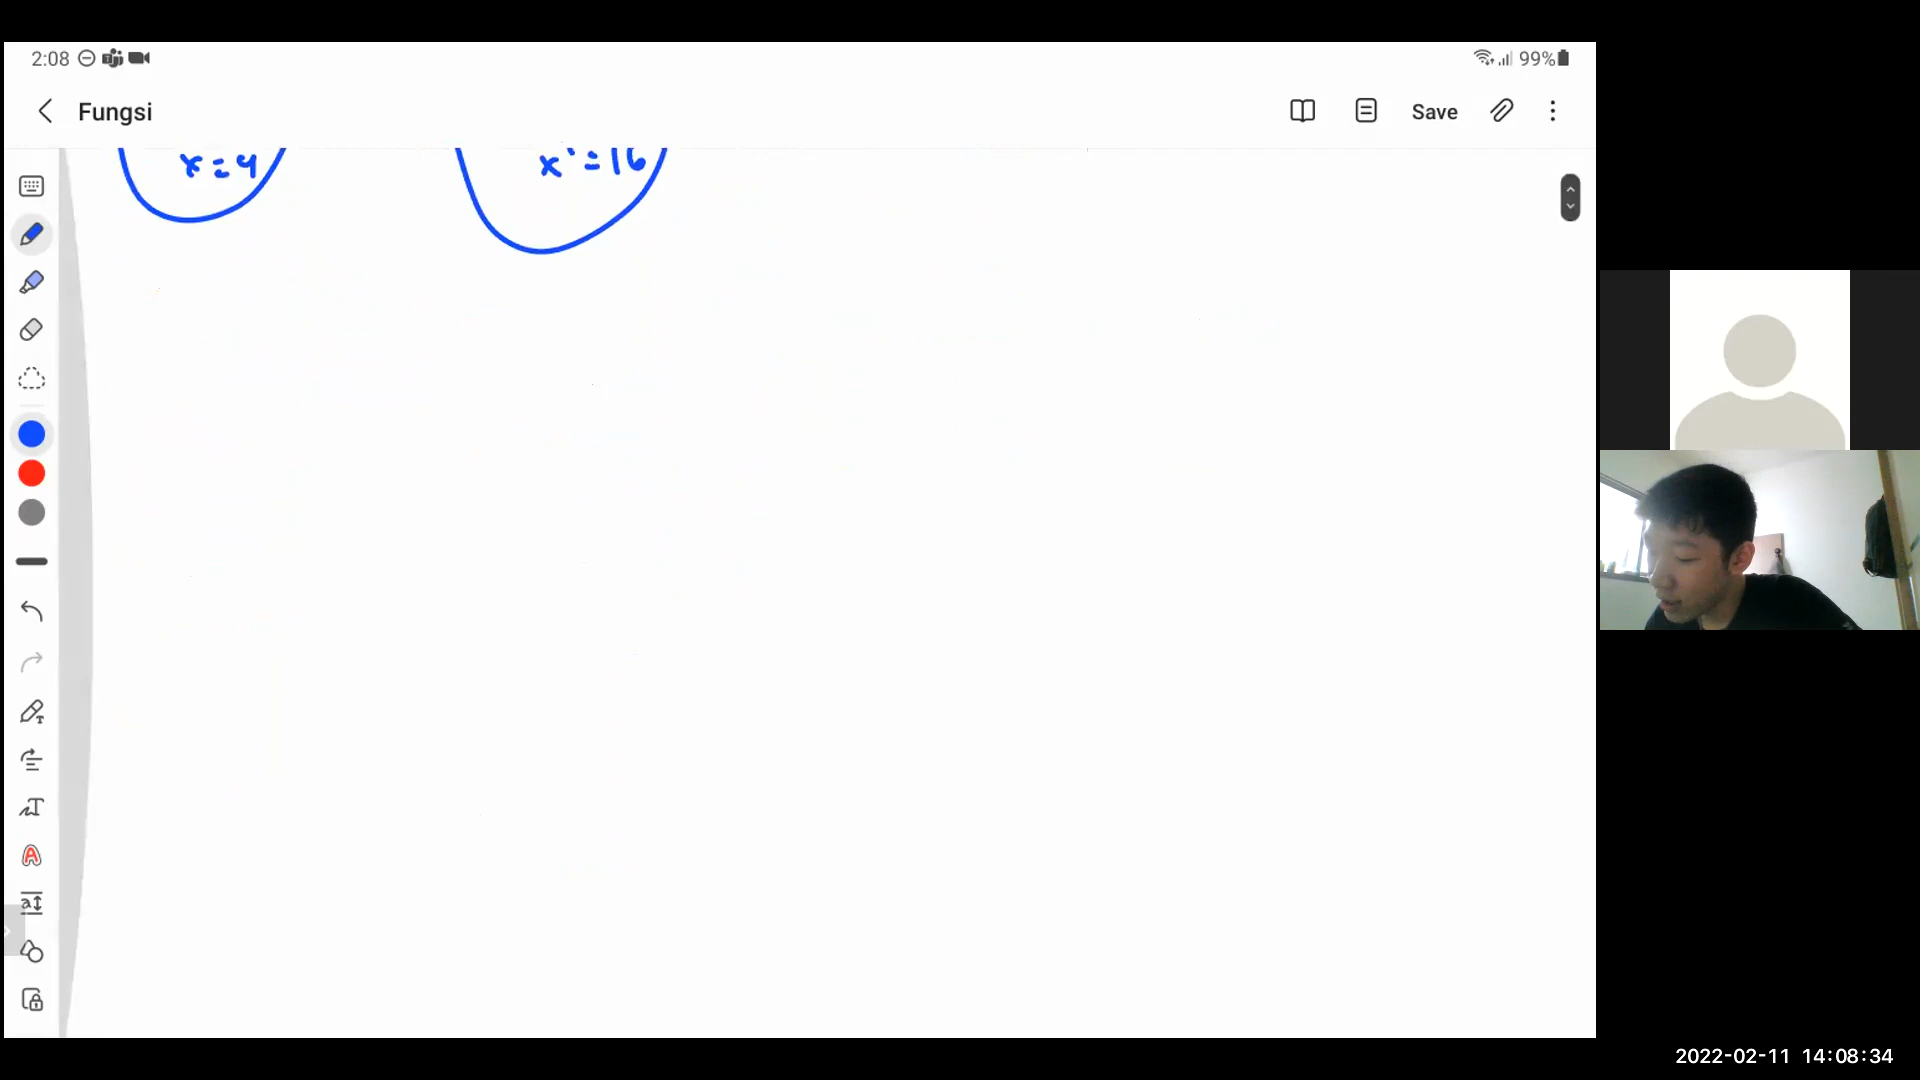 2:08 99%
Fungsi Save
x = 4 x² = 16
2022-02-11 14:08:34